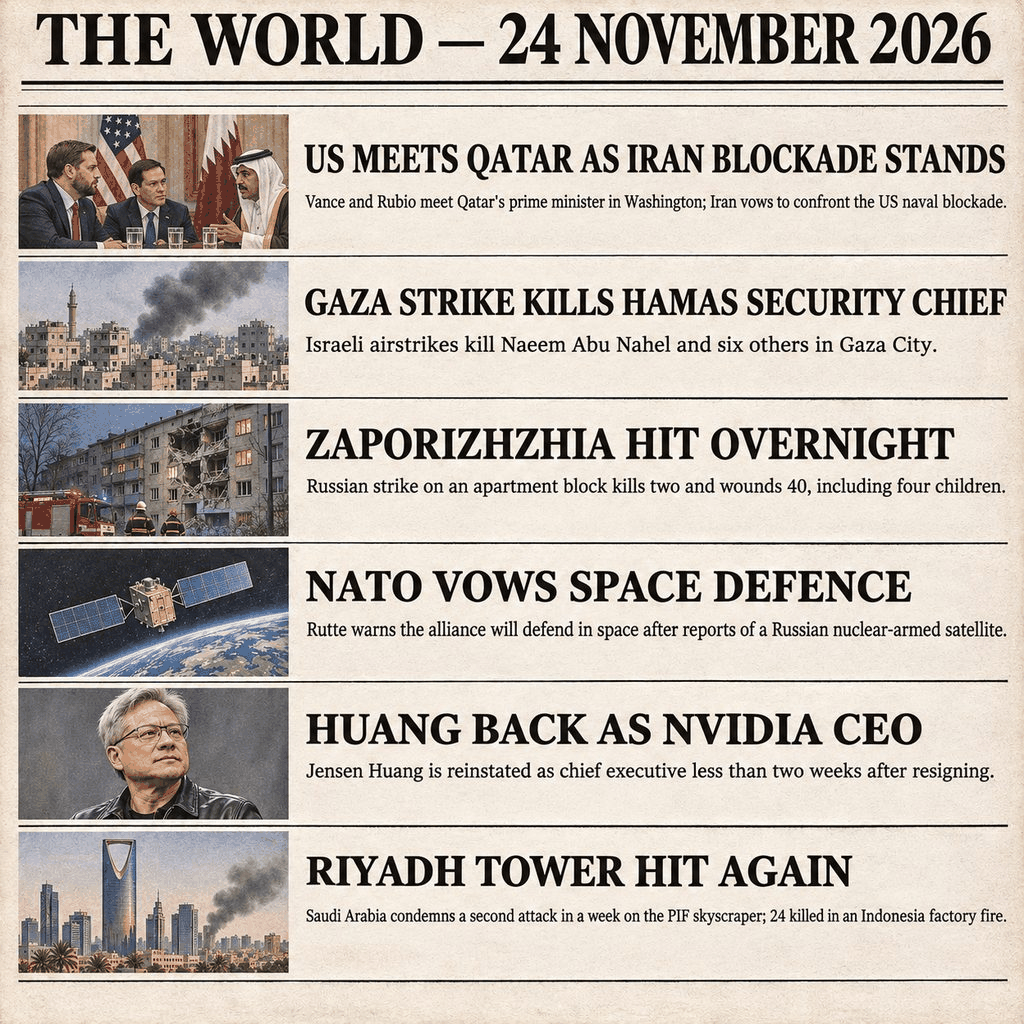 THE WORLD — 24 NOVEMBER 2026
US MEETS QATAR AS IRAN BLOCKADE STANDS
Vance and Rubio meet Qatar's prime minister in Washington; Iran vows to confront the US naval blockade.
GAZA STRIKE KILLS HAMAS SECURITY CHIEF
Israeli airstrikes kill Naeem Abu Nahel and six others in Gaza City.
ZAPORIZHZHIA HIT OVERNIGHT
Russian strike on an apartment block kills two and wounds 40, including four children.
NATO VOWS SPACE DEFENCE
Rutte warns the alliance will defend in space after reports of a Russian nuclear-armed satellite.
HUANG BACK AS NVIDIA CEO
Jensen Huang is reinstated as chief executive less than two weeks after resigning.
RIYADH TOWER HIT AGAIN
Saudi Arabia condemns a second attack in a week on the PIF skyscraper; 24 killed in an Indonesia factory fire.